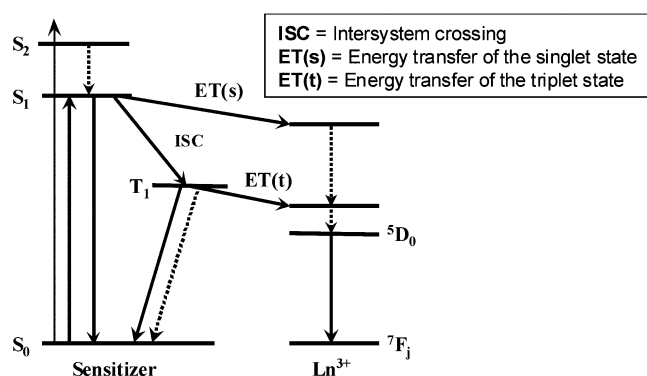 ISC = Intersystem crossing
ET(s) = Energy transfer of the singlet state
ET(t) = Energy transfer of the triplet state
S₂
S₁
ET(s)
ISC
T₁
ET(t)
⁵D₀
S₀
⁷Fⱼ
Sensitizer
Ln³⁺